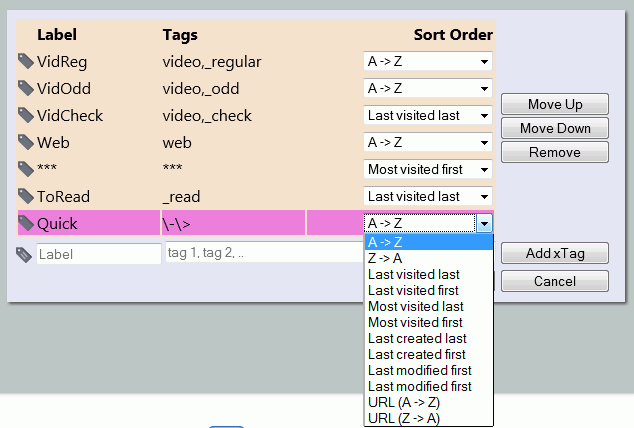 Label Tags Sort Order
VidReg video,_regular A -> Z
VidOdd video,_odd A -> Z
VidCheck video,_check Last visited last
Move Up
Web web A -> Z
Move Down
*** *** Most visited first
Remove
ToRead _read Last visited last
Quick \-\> A -> Z
Label tag 1, tag 2, ..
Add xTag
Cancel
A -> Z
Z -> A
Last visited last
Last visited first
Most visited last
Most visited first
Last created last
Last created first
Last modified first
Last modified first
URL (A -> Z)
URL (Z -> A)